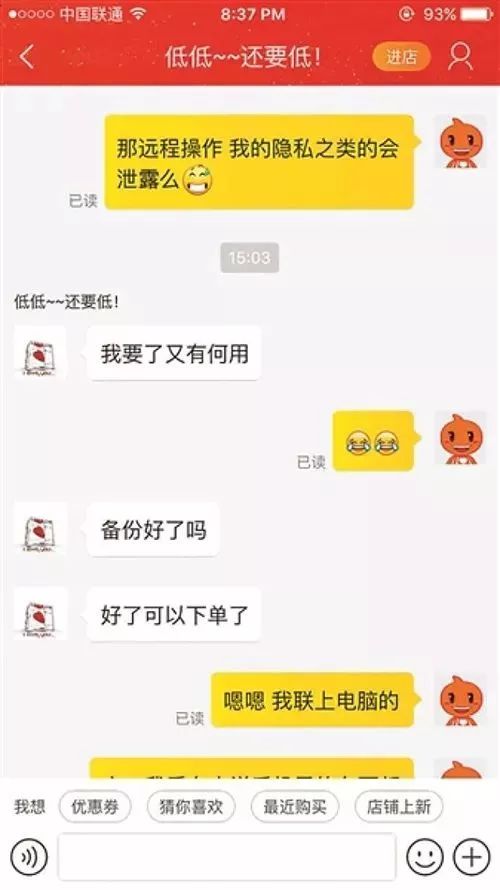 中国联通
8:37 PM
93%
低低~~还要低!
进店
那远程操作 我的隐私之类的会
泄露么
已读
15:03
低低~~还要低!
我要了又有何用
已读
备份好了吗
好了可以下单了
嗯嗯 我联上电脑的
已读
我想
优惠券
猜你喜欢
最近购买
店铺上新